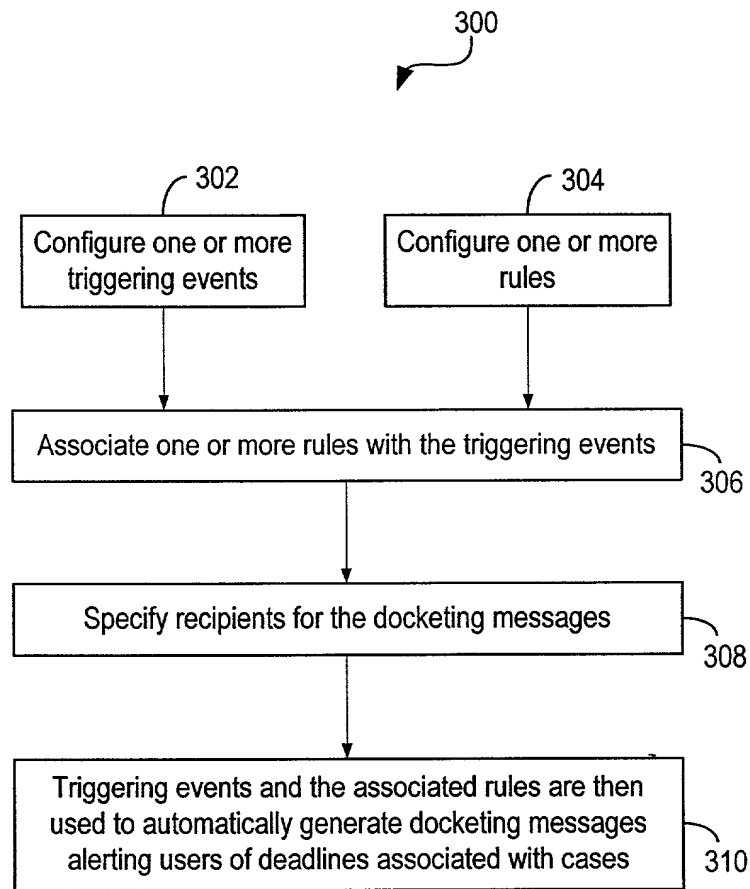 300
302
304
Configure one or more
triggering events
Configure one or more
rules
Associate one or more rules with the triggering events
306
Specify recipients for the docketing messages
308
Triggering events and the associated rules are then
used to automatically generate docketing messages
alerting users of deadlines associated with cases
310